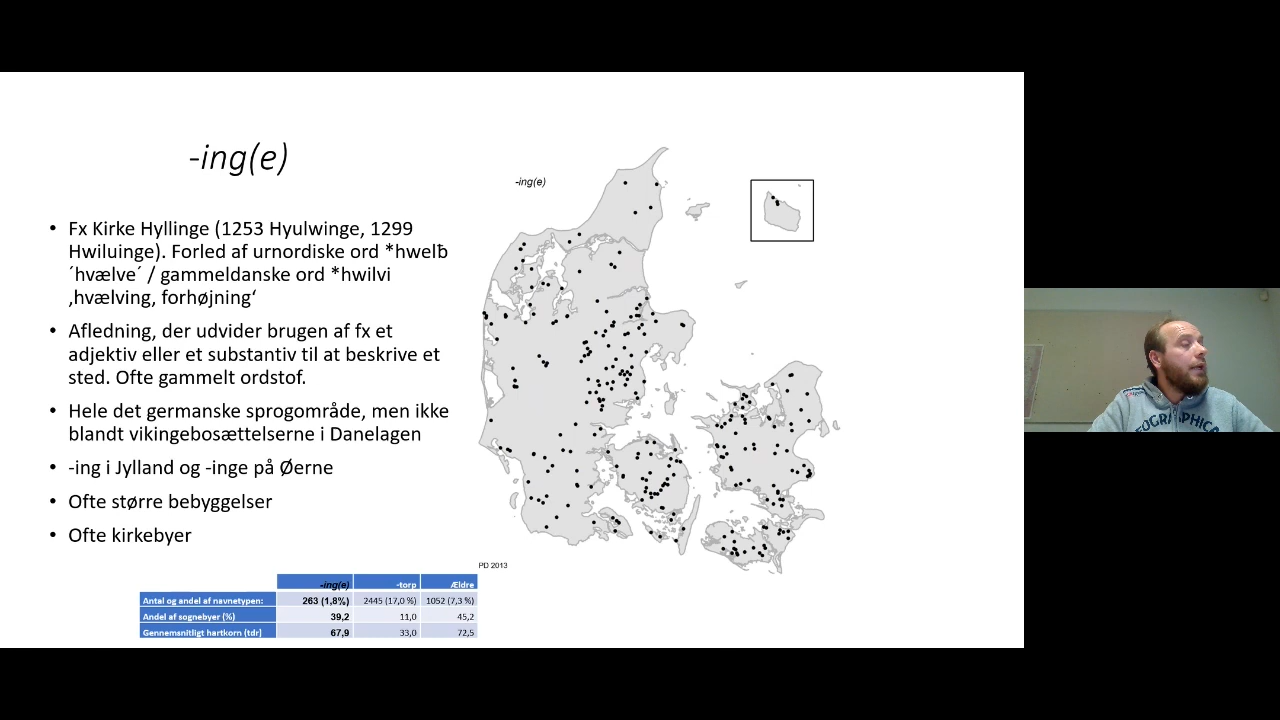 -ing(e)
• Fx Kirke Hyllinge (1253 Hyulwinge, 1299
Hwiluinge). Forled af urnordiske ord *hwelƀ
´hvælve´ / gammeldanske ord *hwilvi
‚hvælving, forhøjning‘
• Afledning, der udvider brugen af fx et
adjektiv eller et substantiv til at beskrive et
sted. Ofte gammelt ordstof.
• Hele det germanske sprogområde, men ikke
blandt vikingebosættelserne i Danelagen
• -ing i Jylland og -inge på Øerne
• Ofte større bebyggelser
• Ofte kirkebyer
-ing(e)
PD 2013
-ing(e) -torp Ældre
Antal og andel af navnetypen: 263 (1,8%) 2445 (17,0 %) 1052 (7,3 %)
Andel af sognebyer (%) 39,2 11,0 45,2
Gennemsnitligt hartkorn (tdr) 67,9 33,0 72,5